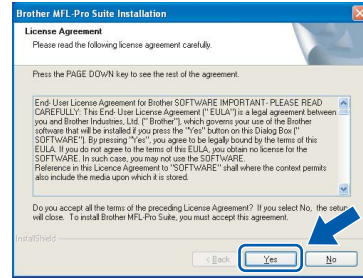 Brother MFL-Pro Suite Installation
License Agreement
Please read the following license agreement carefully.
Press the PAGE DOWN key to see the rest of the agreement.
End- User License Agreement for Brother SOFTWARE IMPORTANT- PLEASE READ
CAREFULLY: This End- User License Agreement (" EULA") is a legal agreement between
you and Brother Industries, Ltd. (" Brother"), which governs your use of the Brother
software that will be installed if you press the "Yes" button on this Dialog Box ("
SOFTWARE"). By pressing "Yes", you agree to be legally bound by the terms of this
EULA. If you do not agree to the terms of this EULA, you obtain no license for the
SOFTWARE. In such case, you may not use the SOFTWARE.
Reference in this Licence Agreement to "SOFTWARE" shall where the context permits
also include the media upon which it is stored.
Do you accept all the terms of the preceding License Agreement? If you select No, the setup
will close. To install Brother MFL-Pro Suite, you must accept this agreement.
InstallShield
< Back
Yes
No